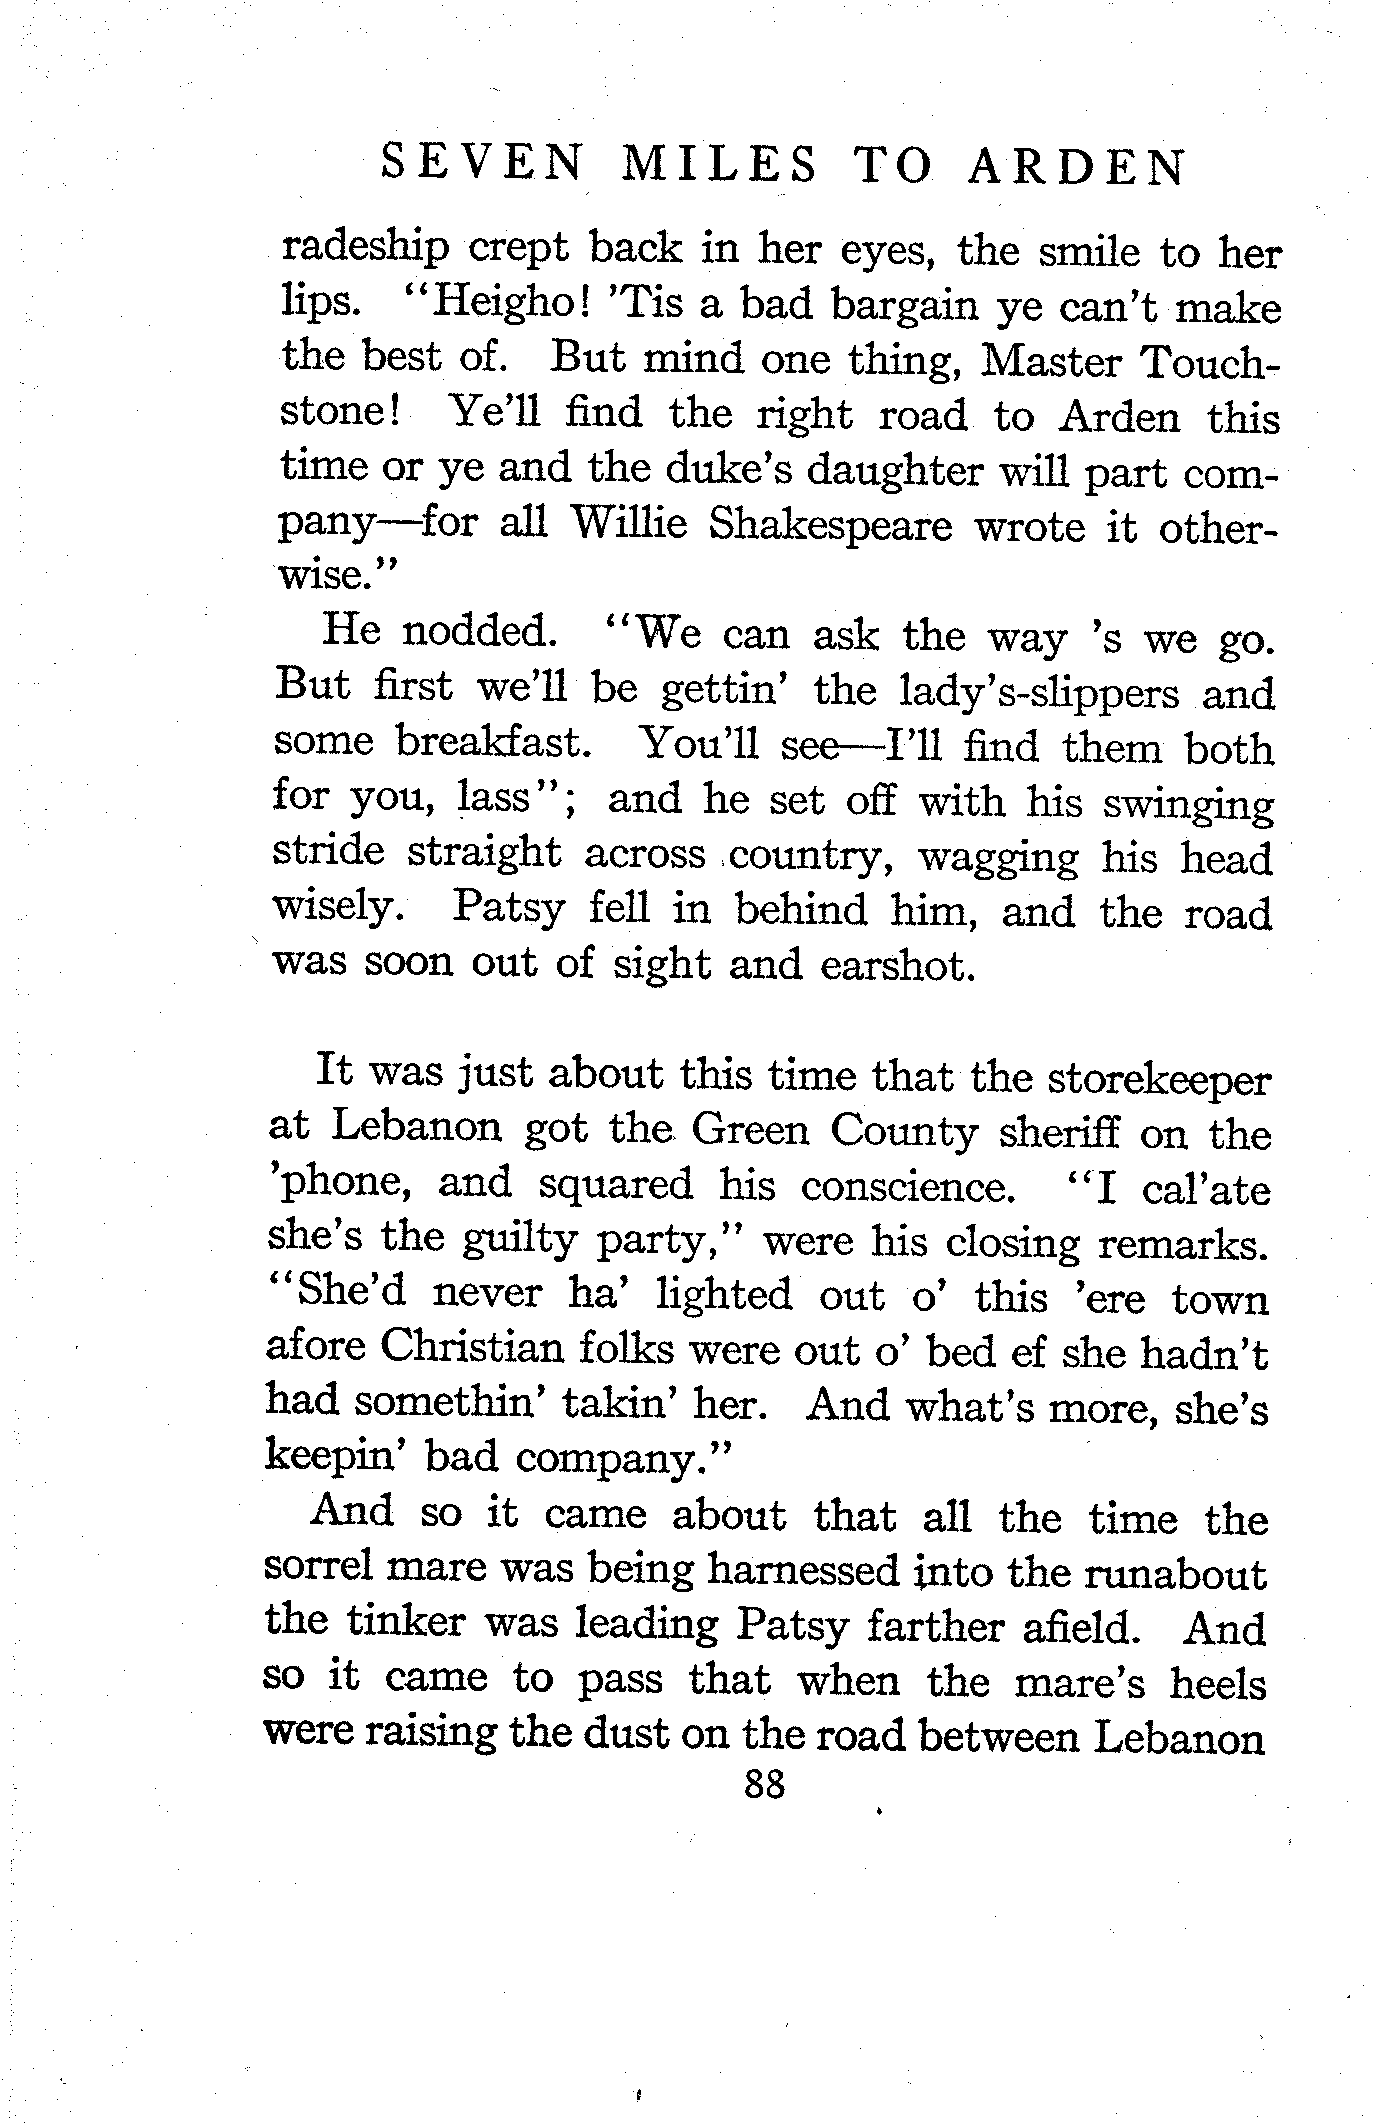 SEVEN MILES TO ARDEN
radeship crept back in her eyes, the smile to her
lips. "Heigho! 'Tis a bad bargain ye can't make
the best of. But mind one thing, Master Touch-
stone! Ye'll find the right road to Arden this
time or ye and the duke's daughter will part com-
pany—for all Willie Shakespeare wrote it other-
wise."
He nodded. "We can ask the way 's we go.
But first we'll be gettin' the lady's-slippers and
some breakfast. You'll see—I'll find them both
for you, lass"; and he set off with his swinging
stride straight across country, wagging his head
wisely. Patsy fell in behind him, and the road
was soon out of sight and earshot.
It was just about this time that the storekeeper
at Lebanon got the Green County sheriff on the
'phone, and squared his conscience. "I cal'ate
she's the guilty party," were his closing remarks.
"She'd never ha' lighted out o' this 'ere town
afore Christian folks were out o' bed ef she hadn't
had somethin' takin' her. And what's more, she's
keepin' bad company."
And so it came about that all the time the
sorrel mare was being harnessed into the runabout
the tinker was leading Patsy farther afield. And
so it came to pass that when the mare's heels
were raising the dust on the road between Lebanon
88